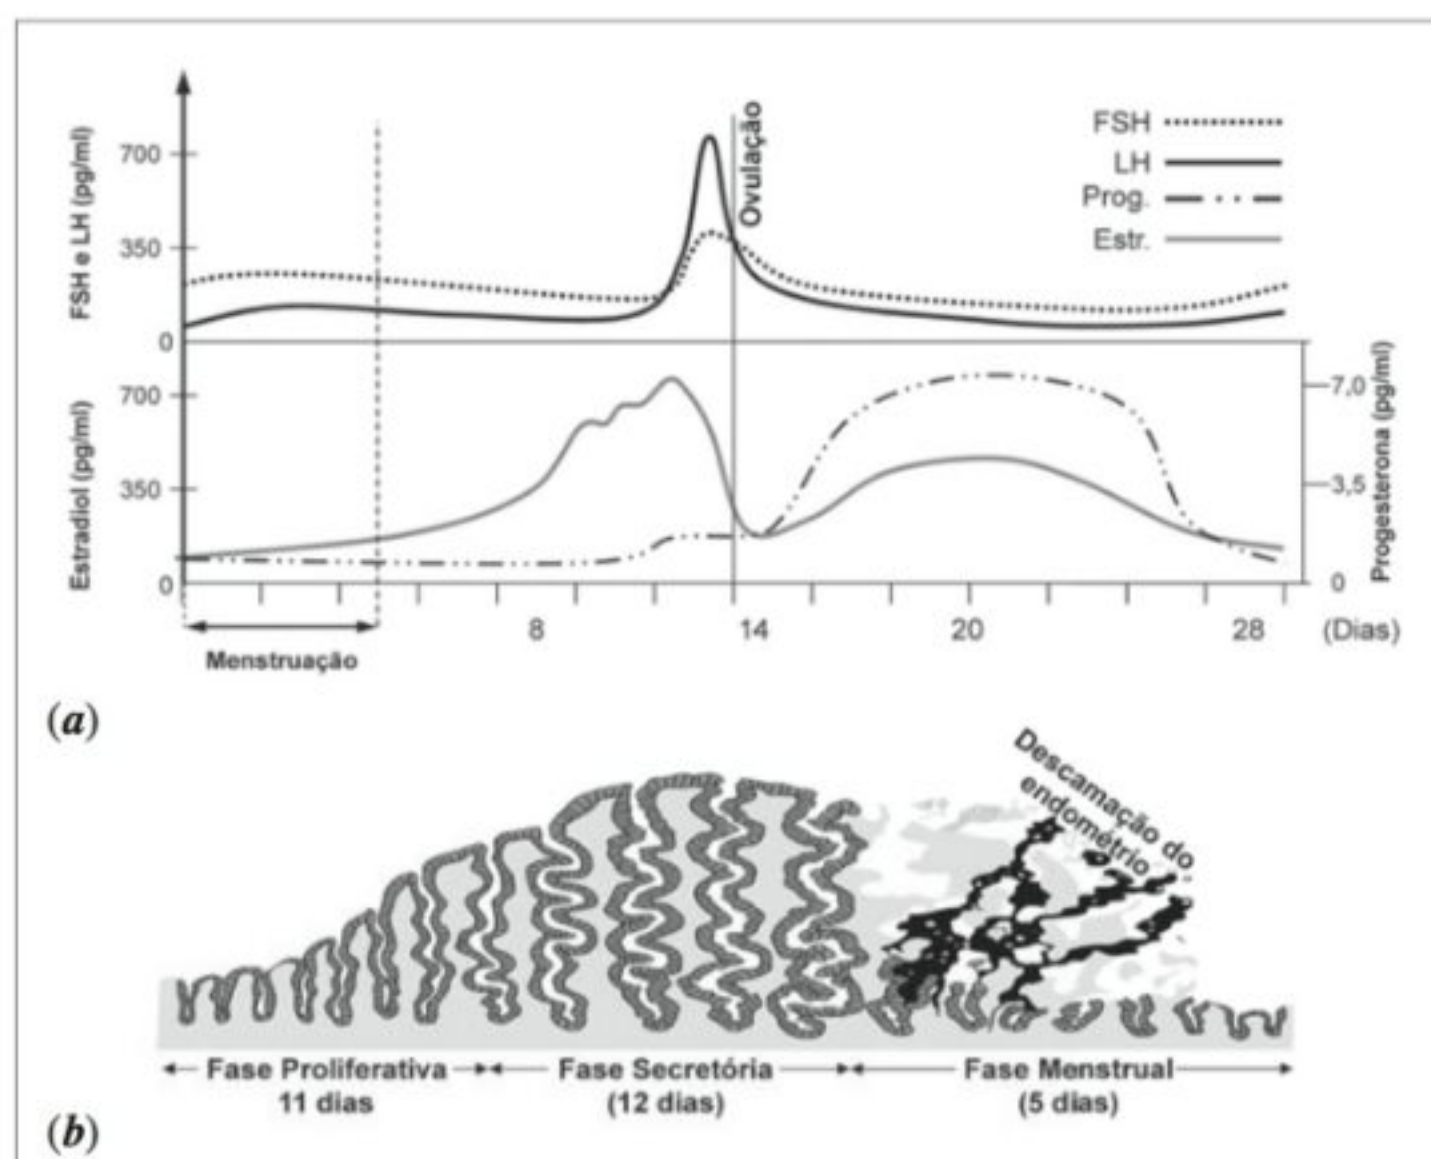 FSH e LH (pg/ml)
700
350
0
Ovulação
FSH
LH
Prog.
Estr.
Estradiol (pg/ml)
700
350
0
7,0
3,5
0
Progesterona (pg/ml)
8 14 20 28 (Dias)
Menstruação
(a)
Descamação do
endométrio
Fase Proliferativa Fase Secretória Fase Menstrual
11 dias (12 dias) (5 dias)
(b)